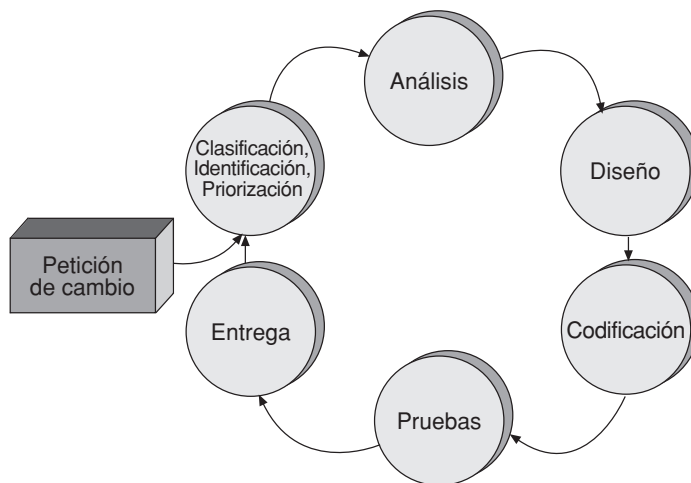 Análisis
Clasificación,
Identificación,
Priorización
Diseño
Petición
de cambio
Entrega
Codificación
Pruebas